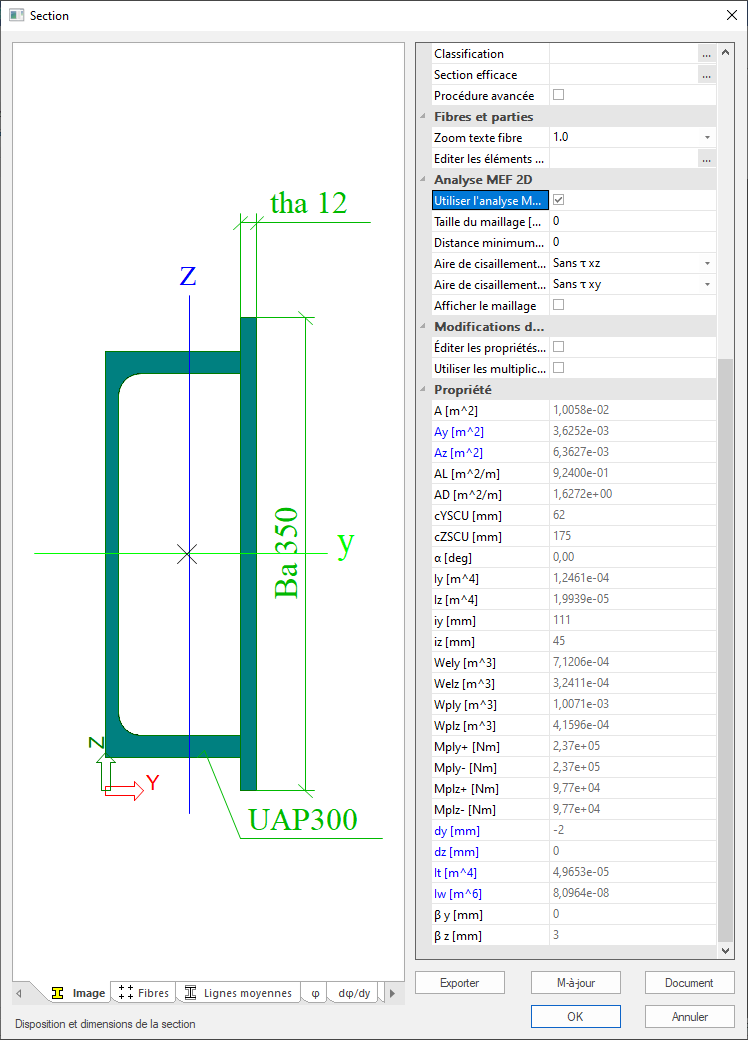 Section
tha 12
Z
Ba 350
y
Z
Y
UAP300
Classification ...
Section efficace ...
Procédure avancée
Fibres et parties
Zoom texte fibre 1.0
Editer les éléments ... ...
Analyse MEF 2D
Utiliser l'analyse M...
Taille du maillage [... 0
Distance minimum... 0
Aire de cisaillement... Sans τ xz
Aire de cisaillement... Sans τ xy
Afficher le maillage
Modifications d...
Éditer les propriétés...
Utiliser les multiplic...
Propriété
A [m^2] 1,0058e-02
Ay [m^2] 3,6252e-03
Az [m^2] 6,3627e-03
AL [m^2/m] 9,2400e-01
AD [m^2/m] 1,6272e+00
cYSCU [mm] 62
cZSCU [mm] 175
α [deg] 0,00
Iy [m^4] 1,2461e-04
Iz [m^4] 1,9939e-05
iy [mm] 111
iz [mm] 45
Wely [m^3] 7,1206e-04
Welz [m^3] 3,2411e-04
Wply [m^3] 1,0071e-03
Wplz [m^3] 4,1596e-04
Mply+ [Nm] 2,37e+05
Mply- [Nm] 2,37e+05
Mplz+ [Nm] 9,77e+04
Mplz- [Nm] 9,77e+04
dy [mm] -2
dz [mm] 0
It [m^4] 4,9653e-05
Iw [m^6] 8,0964e-08
β y [mm] 0
β z [mm] 3
Image Fibres Lignes moyennes φ dφ/dy
Exporter M-à-jour Document
OK Annuler
Disposition et dimensions de la section